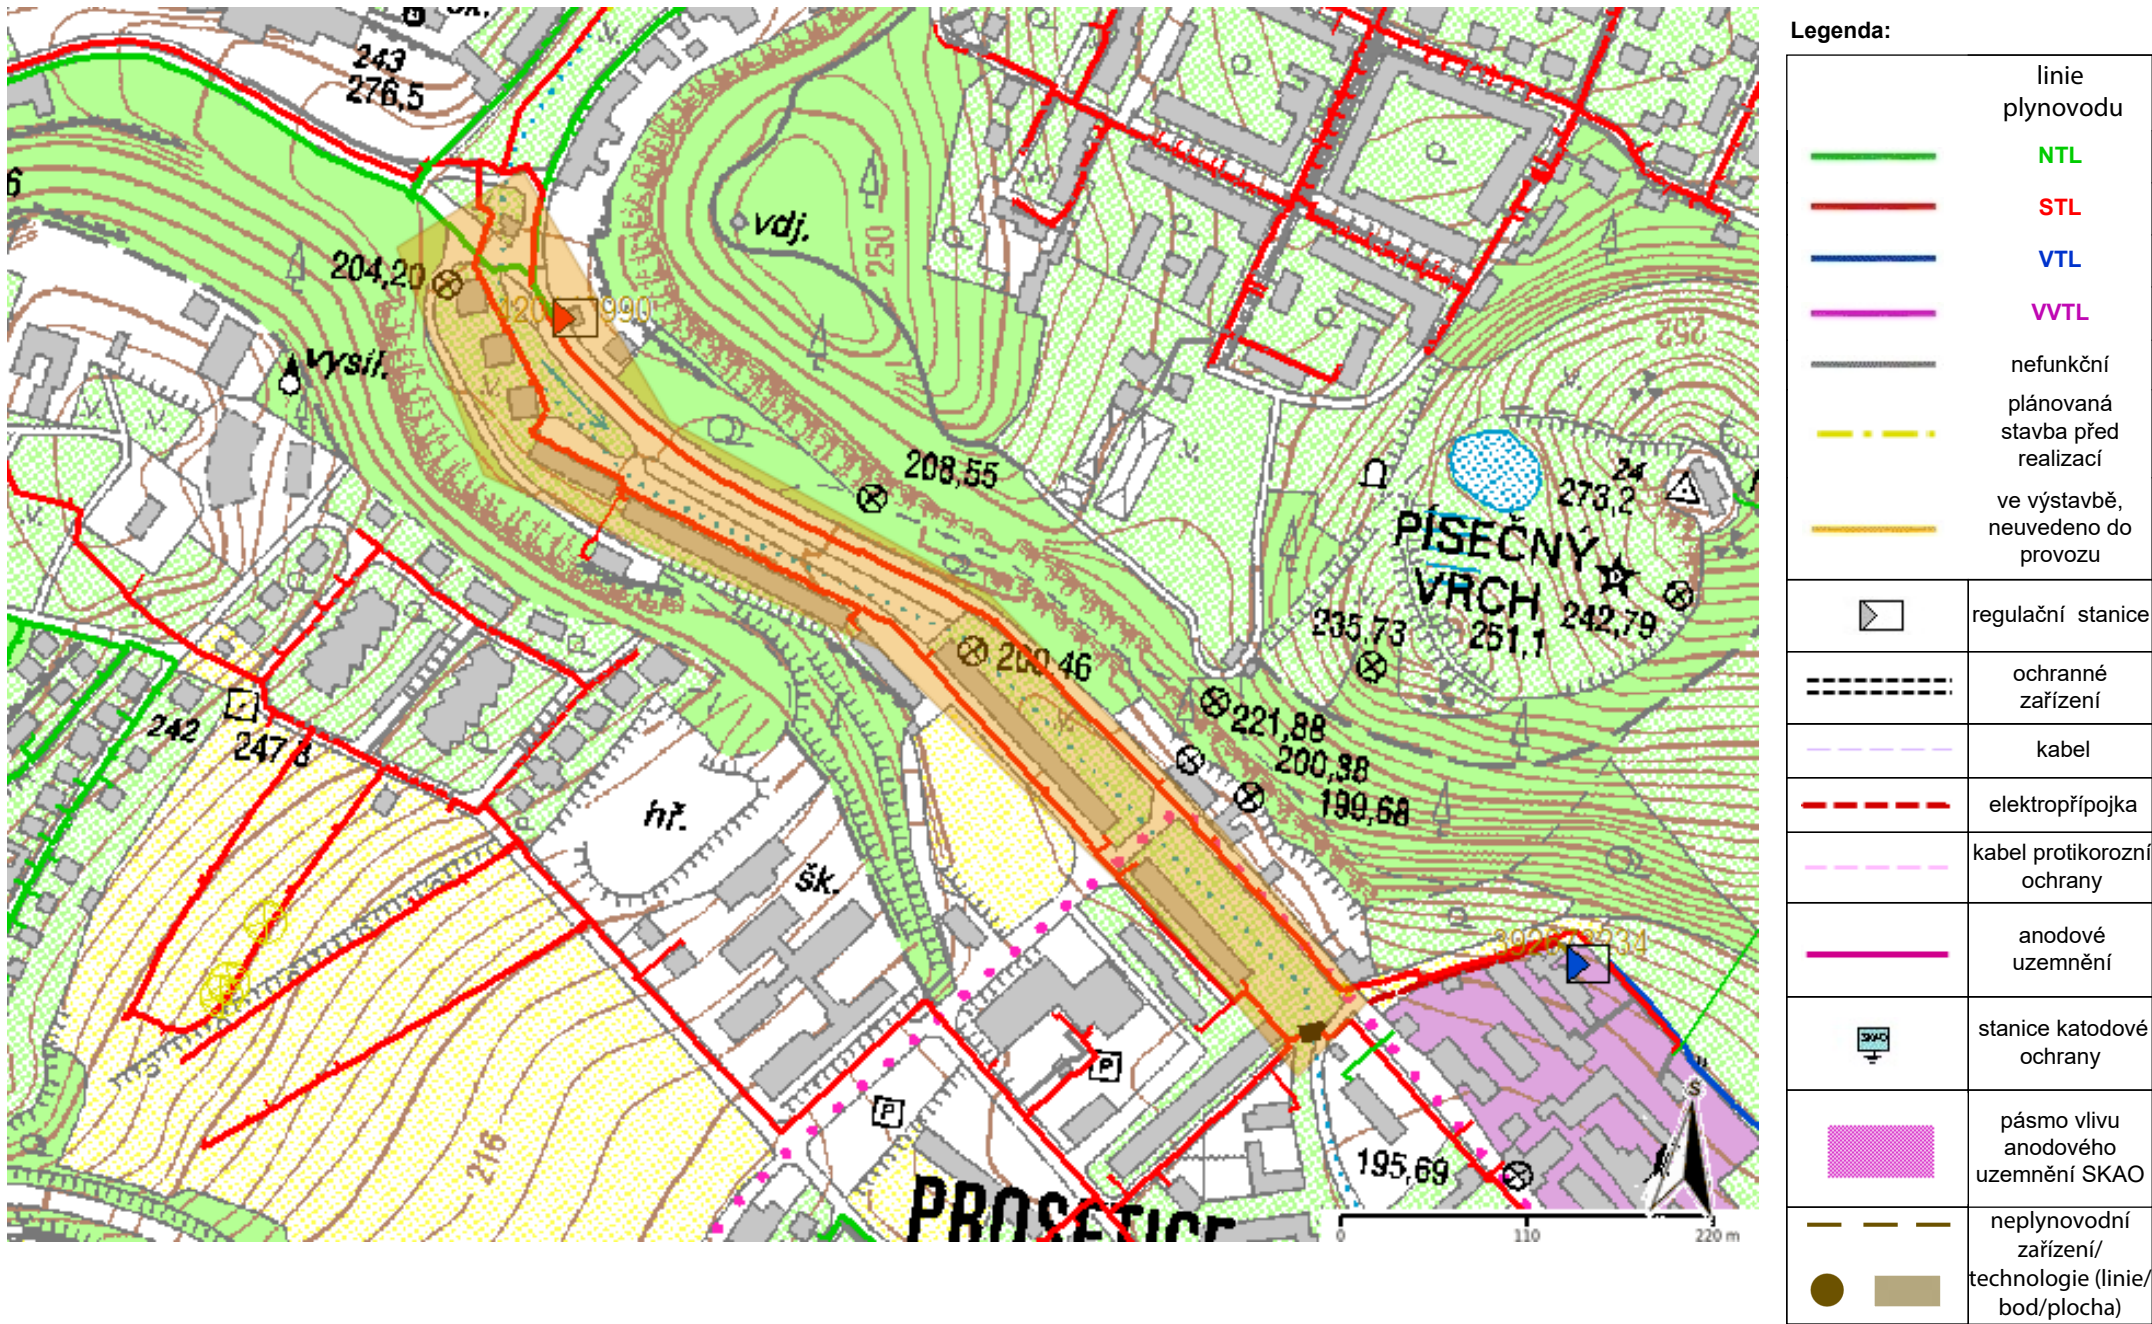 243
276,5
6
204,20
vysíl.
vdj.
250
208,55
252
24
273,2
PÍSEČNÝ
VRCH
242,79
251,1
235,73
200,46
221,88
200,38
199,68
242
247,8
hř.
šk.
P
P
216
195,69
PROSETICE
S
0
110
220 m
Legenda:
linie
plynovodu
NTL
STL
VTL
VVTL
nefunkční
plánovaná
stavba před
realizací
ve výstavbě,
neuvedeno do
provozu
regulační stanice
ochranné
zařízení
kabel
elektropřípojka
kabel protikorozní
ochrany
anodové
uzemnění
SKAO
stanice katodové
ochrany
pásmo vlivu
anodového
uzemnění SKAO
neplynovodní
zařízení/
technologie (linie/
bod/plocha)